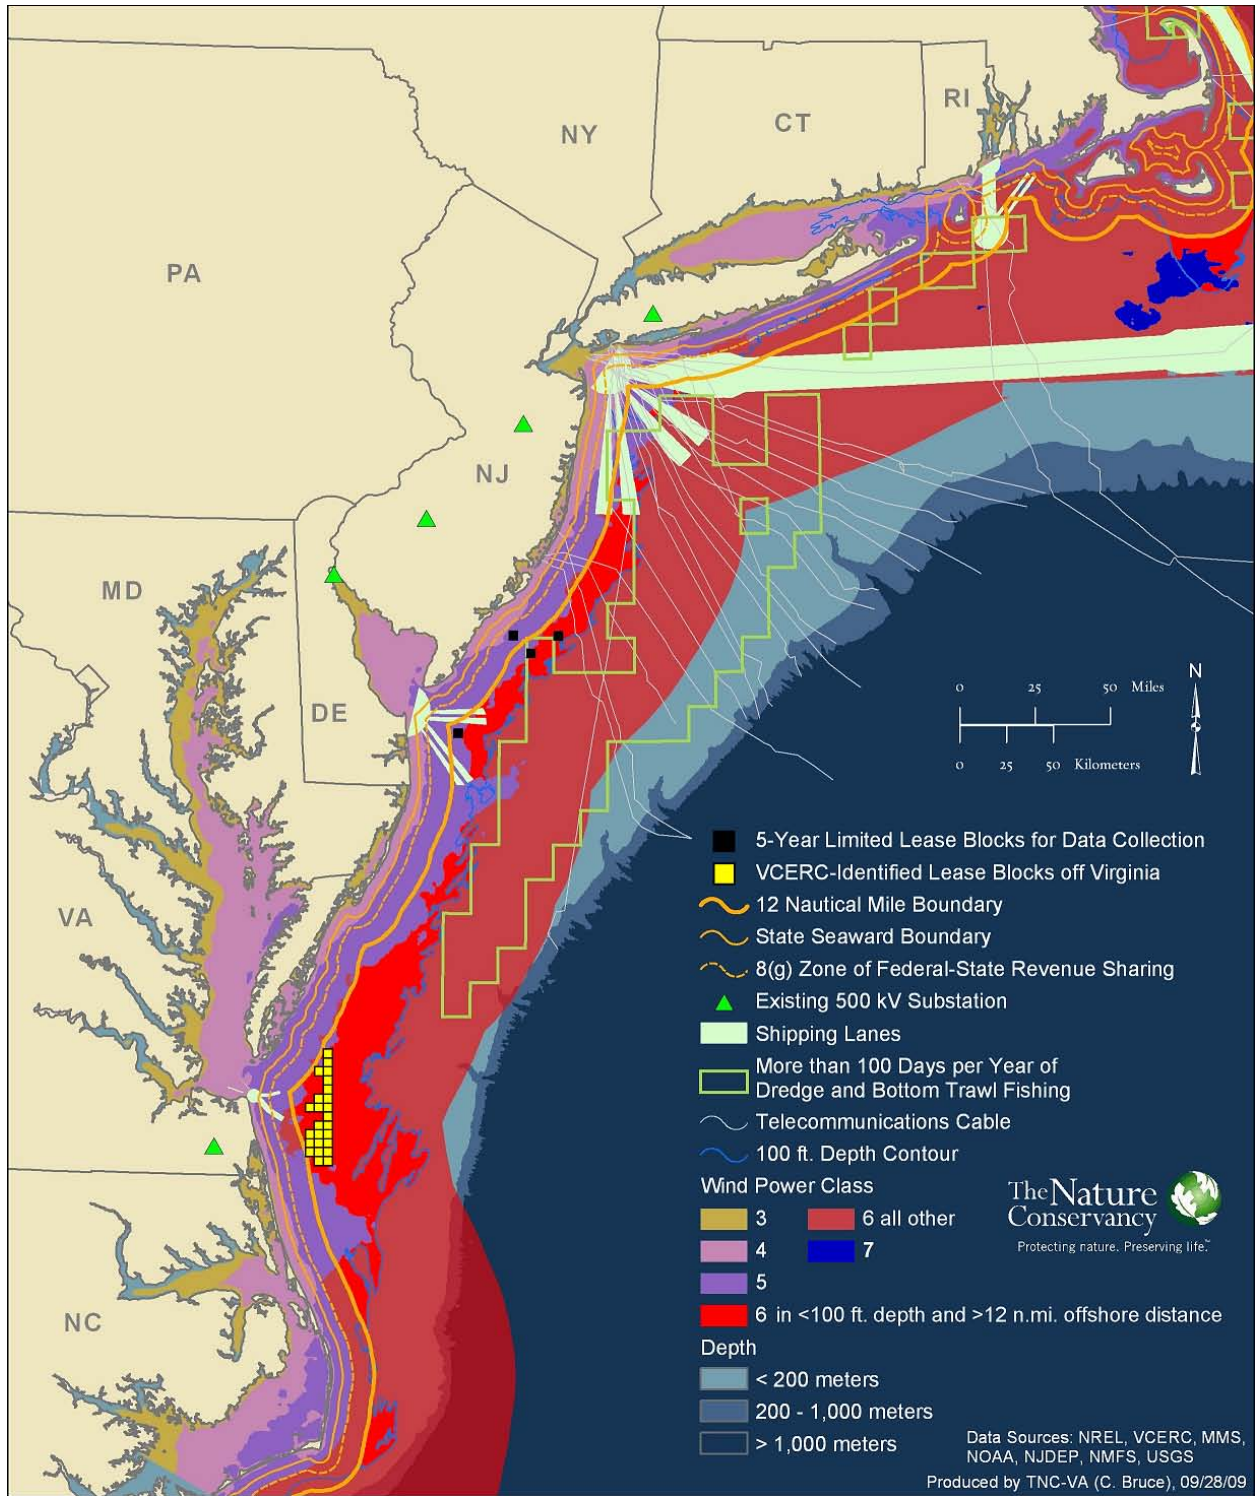 RI
CT
NY
PA
NJ
MD
DE
VA
NC
N
0 25 50 Miles
0 25 50 Kilometers
5-Year Limited Lease Blocks for Data Collection
VCERC-Identified Lease Blocks off Virginia
12 Nautical Mile Boundary
State Seaward Boundary
8(g) Zone of Federal-State Revenue Sharing
Existing 500 kV Substation
Shipping Lanes
More than 100 Days per Year of
Dredge and Bottom Trawl Fishing
Telecommunications Cable
100 ft. Depth Contour
Wind Power Class
3 6 all other
4 7
5
6 in <100 ft. depth and >12 n.mi. offshore distance
Depth
< 200 meters
200 - 1,000 meters
> 1,000 meters
The Nature
Conservancy
Protecting nature. Preserving life.™
Data Sources: NREL, VCERC, MMS,
NOAA, NJDEP, NMFS, USGS
Produced by TNC-VA (C. Bruce), 09/28/09